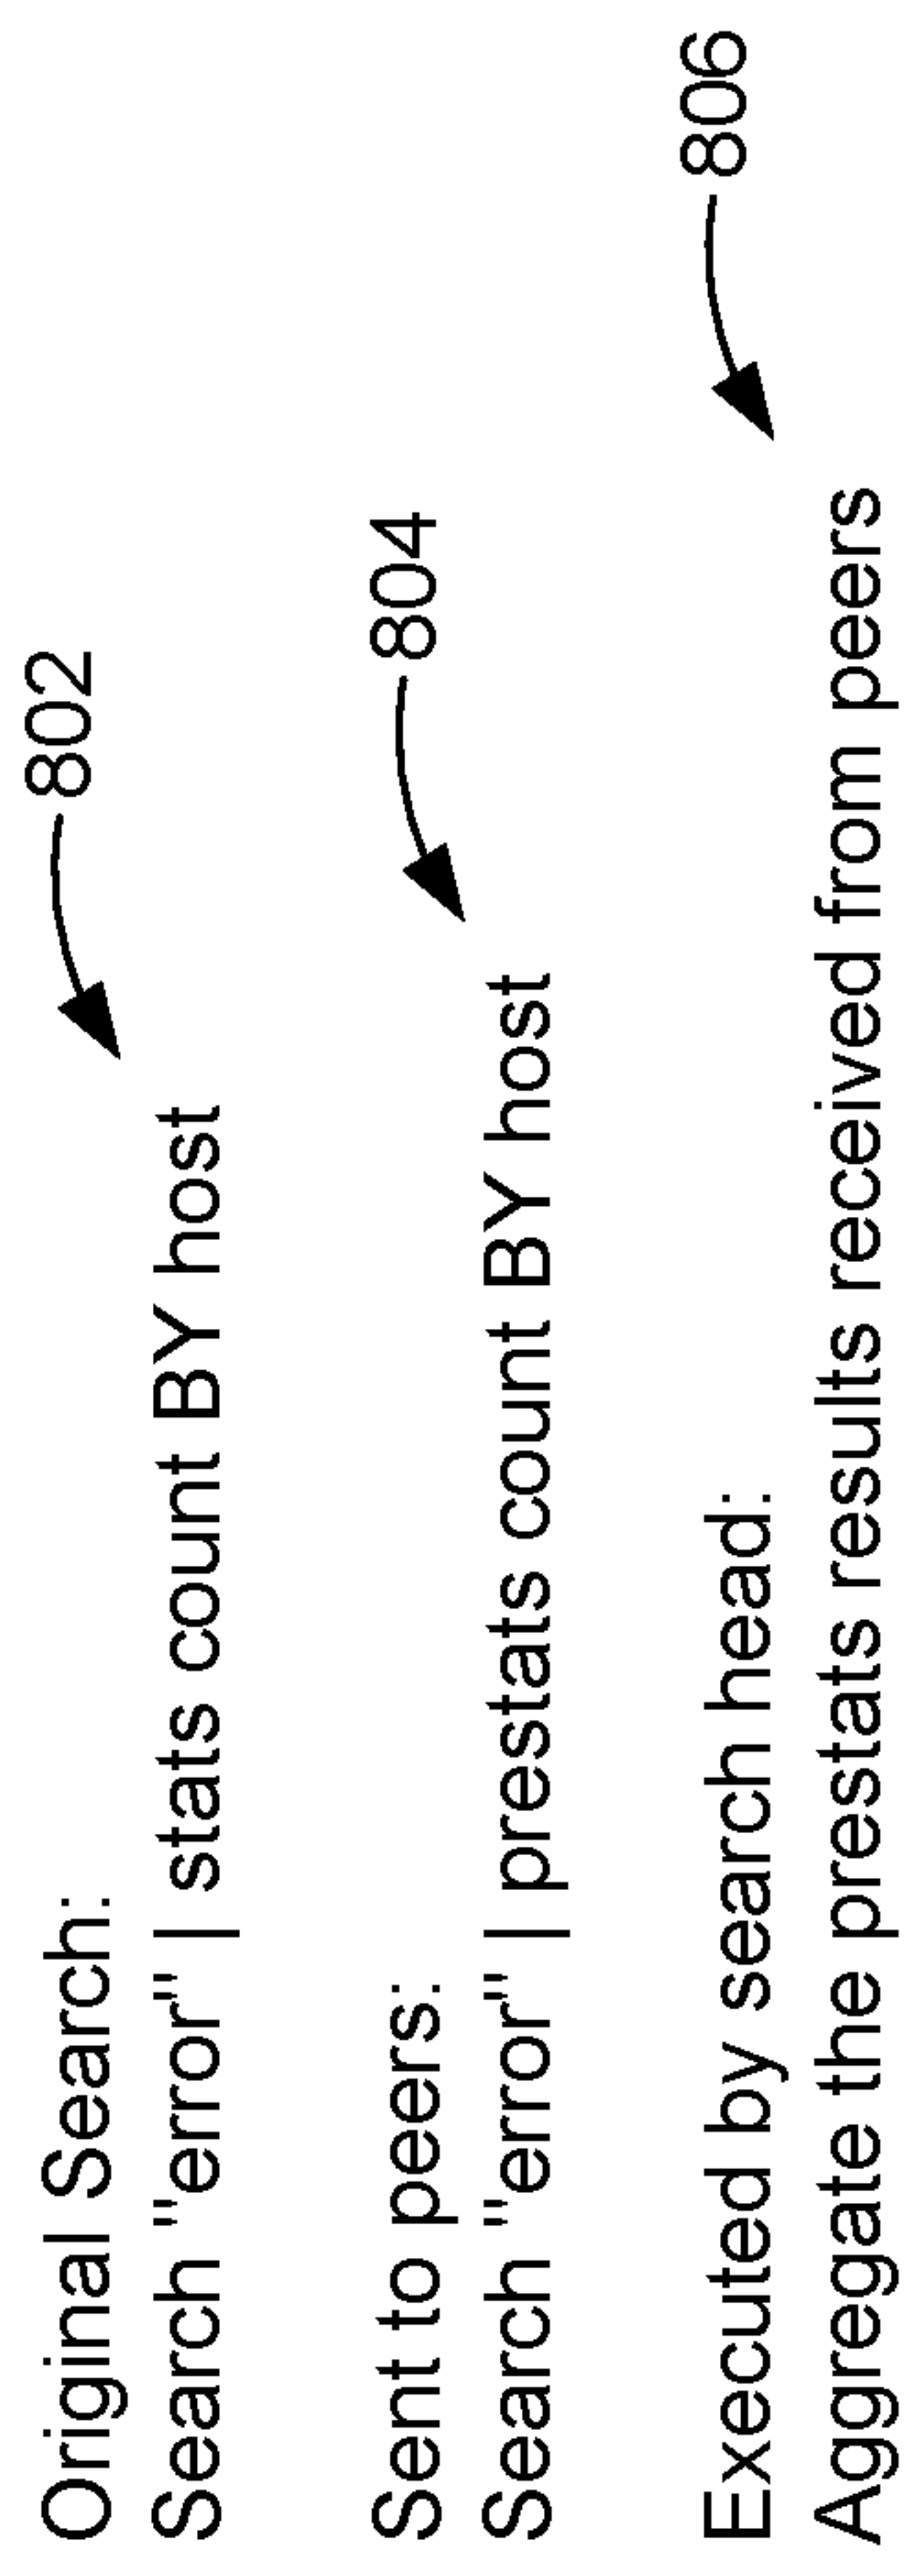 Original Search:
802
Search "error" | stats count BY host
Sent to peers:
804
Search "error" | prestats count BY host
Executed by search head:
806
Aggregate the prestats results received from peers